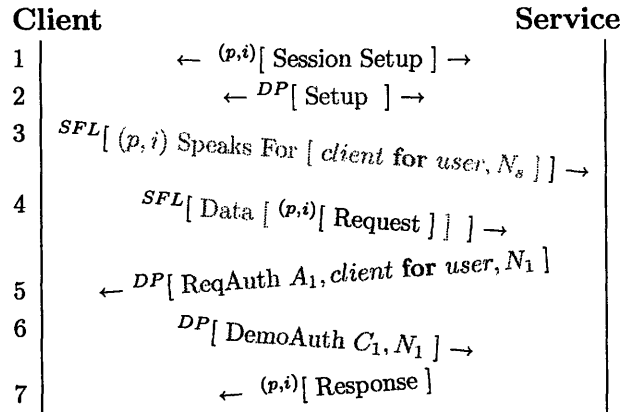 Client Service
1 ← (p,i)[ Session Setup ] →
2 ← DP[ Setup ] →
3 SFL[ (p, i) Speaks For [ client for user, Nₛ ] ] →
4 SFL[ Data [ (p,i)[ Request ] ] ] →
5 ← DP[ ReqAuth A₁, client for user, N₁ ]
6 DP[ DemoAuth C₁, N₁ ] →
7 ← (p,i)[ Response ]